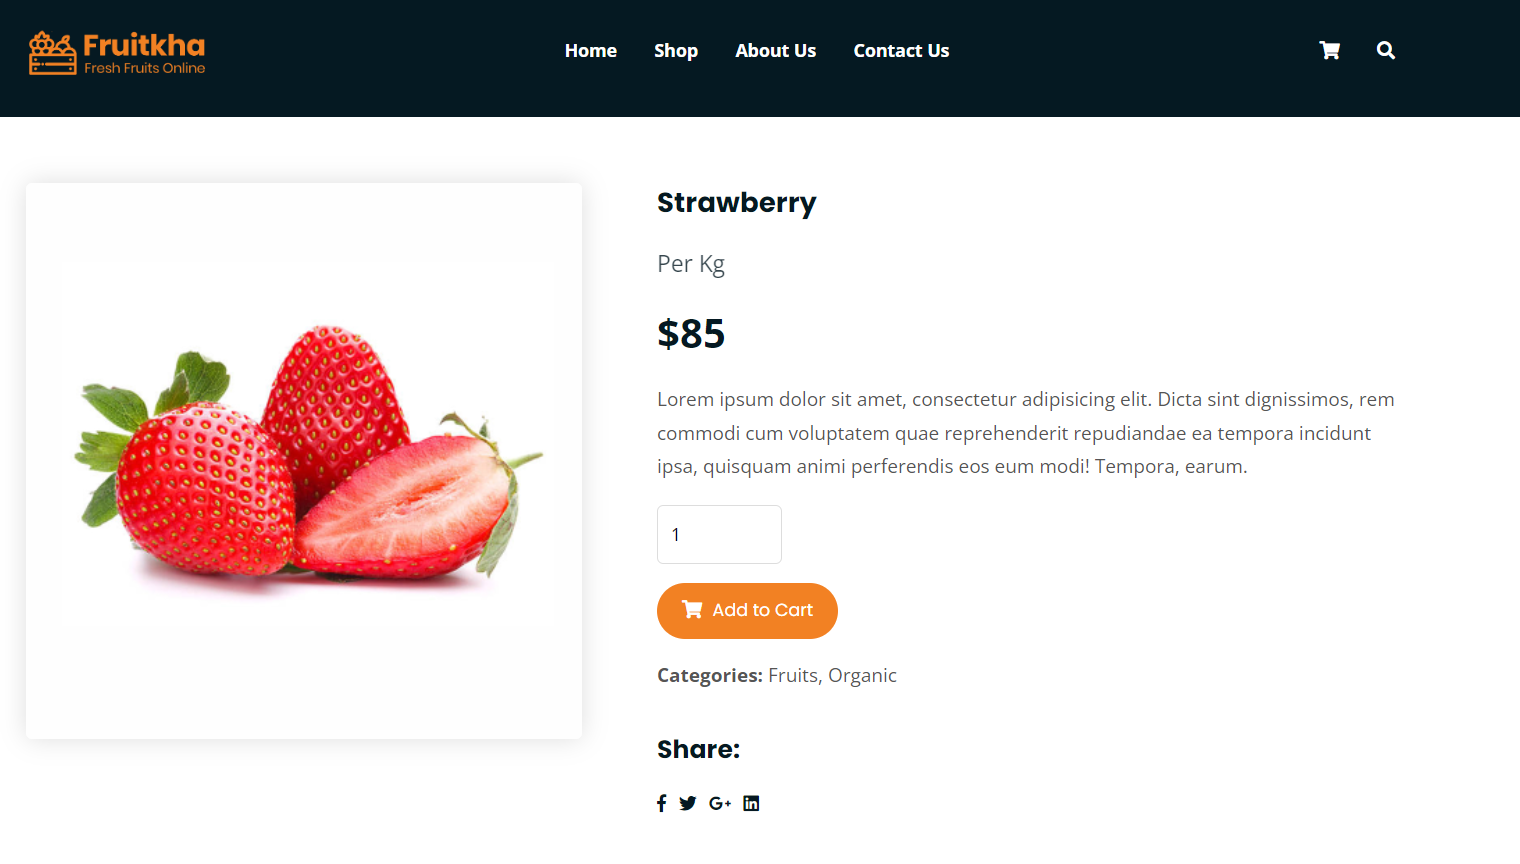 Fruitkha
Fresh Fruits Online
Home Shop About Us Contact Us
Strawberry
Per Kg
$85
Lorem ipsum dolor sit amet, consectetur adipisicing elit. Dicta sint dignissimos, rem
commodi cum voluptatem quae reprehenderit repudiandae ea tempora incidunt
ipsa, quisquam animi perferendis eos eum modi! Tempora, earum.
1
Add to Cart
Categories: Fruits, Organic
Share: